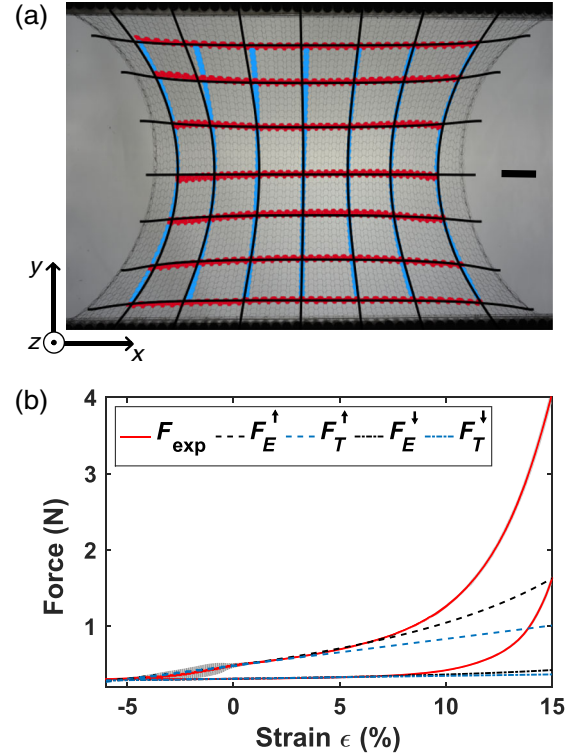 (a)
y
z
x
(b)
F_exp F_E^↑ F_T^↑ F_E^↓ F_T^↓
4
3
2
1
Force (N)
-5 0 5 10 15
Strain ϵ (%)